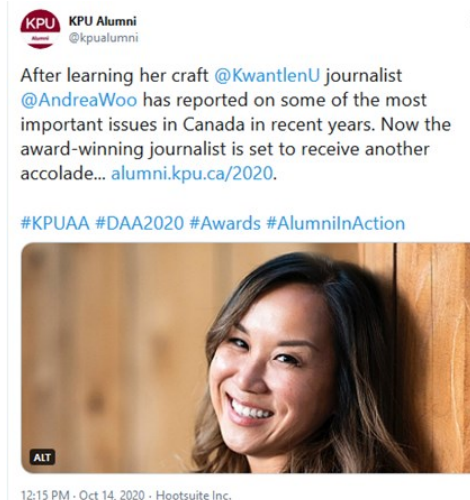 KPU
Alumni
KPU Alumni
@kpualumni
After learning her craft @KwantlenU journalist
@AndreaWoo has reported on some of the most
important issues in Canada in recent years. Now the
award-winning journalist is set to receive another
accolade... alumni.kpu.ca/2020.
#KPUAA #DAA2020 #Awards #AlumniInAction
ALT
12:15 PM · Oct 14, 2020 · Hootsuite Inc.